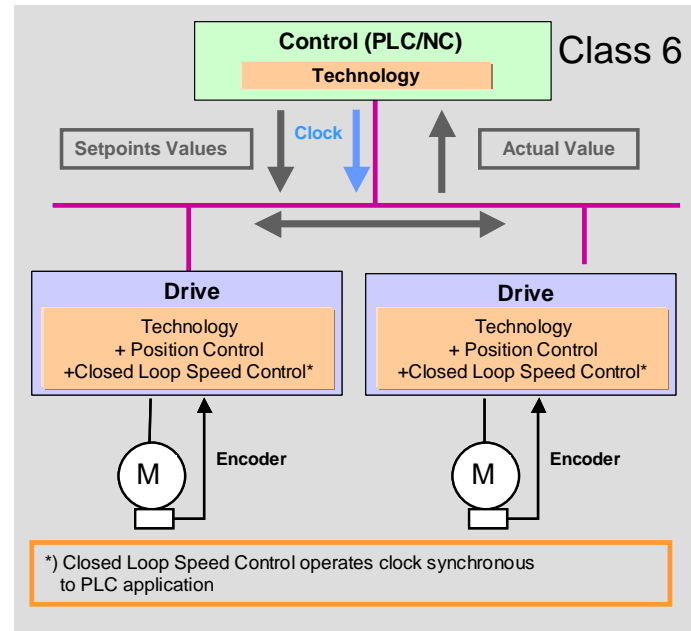 Control (PLC/NC)
Class 6
Technology
Clock
Setpoints Values
Actual Value
Drive
Technology
+ Position Control
+Closed Loop Speed Control*
Drive
Technology
+ Position Control
+Closed Loop Speed Control*
M
Encoder
M
Encoder
*) Closed Loop Speed Control operates clock synchronous
to PLC application